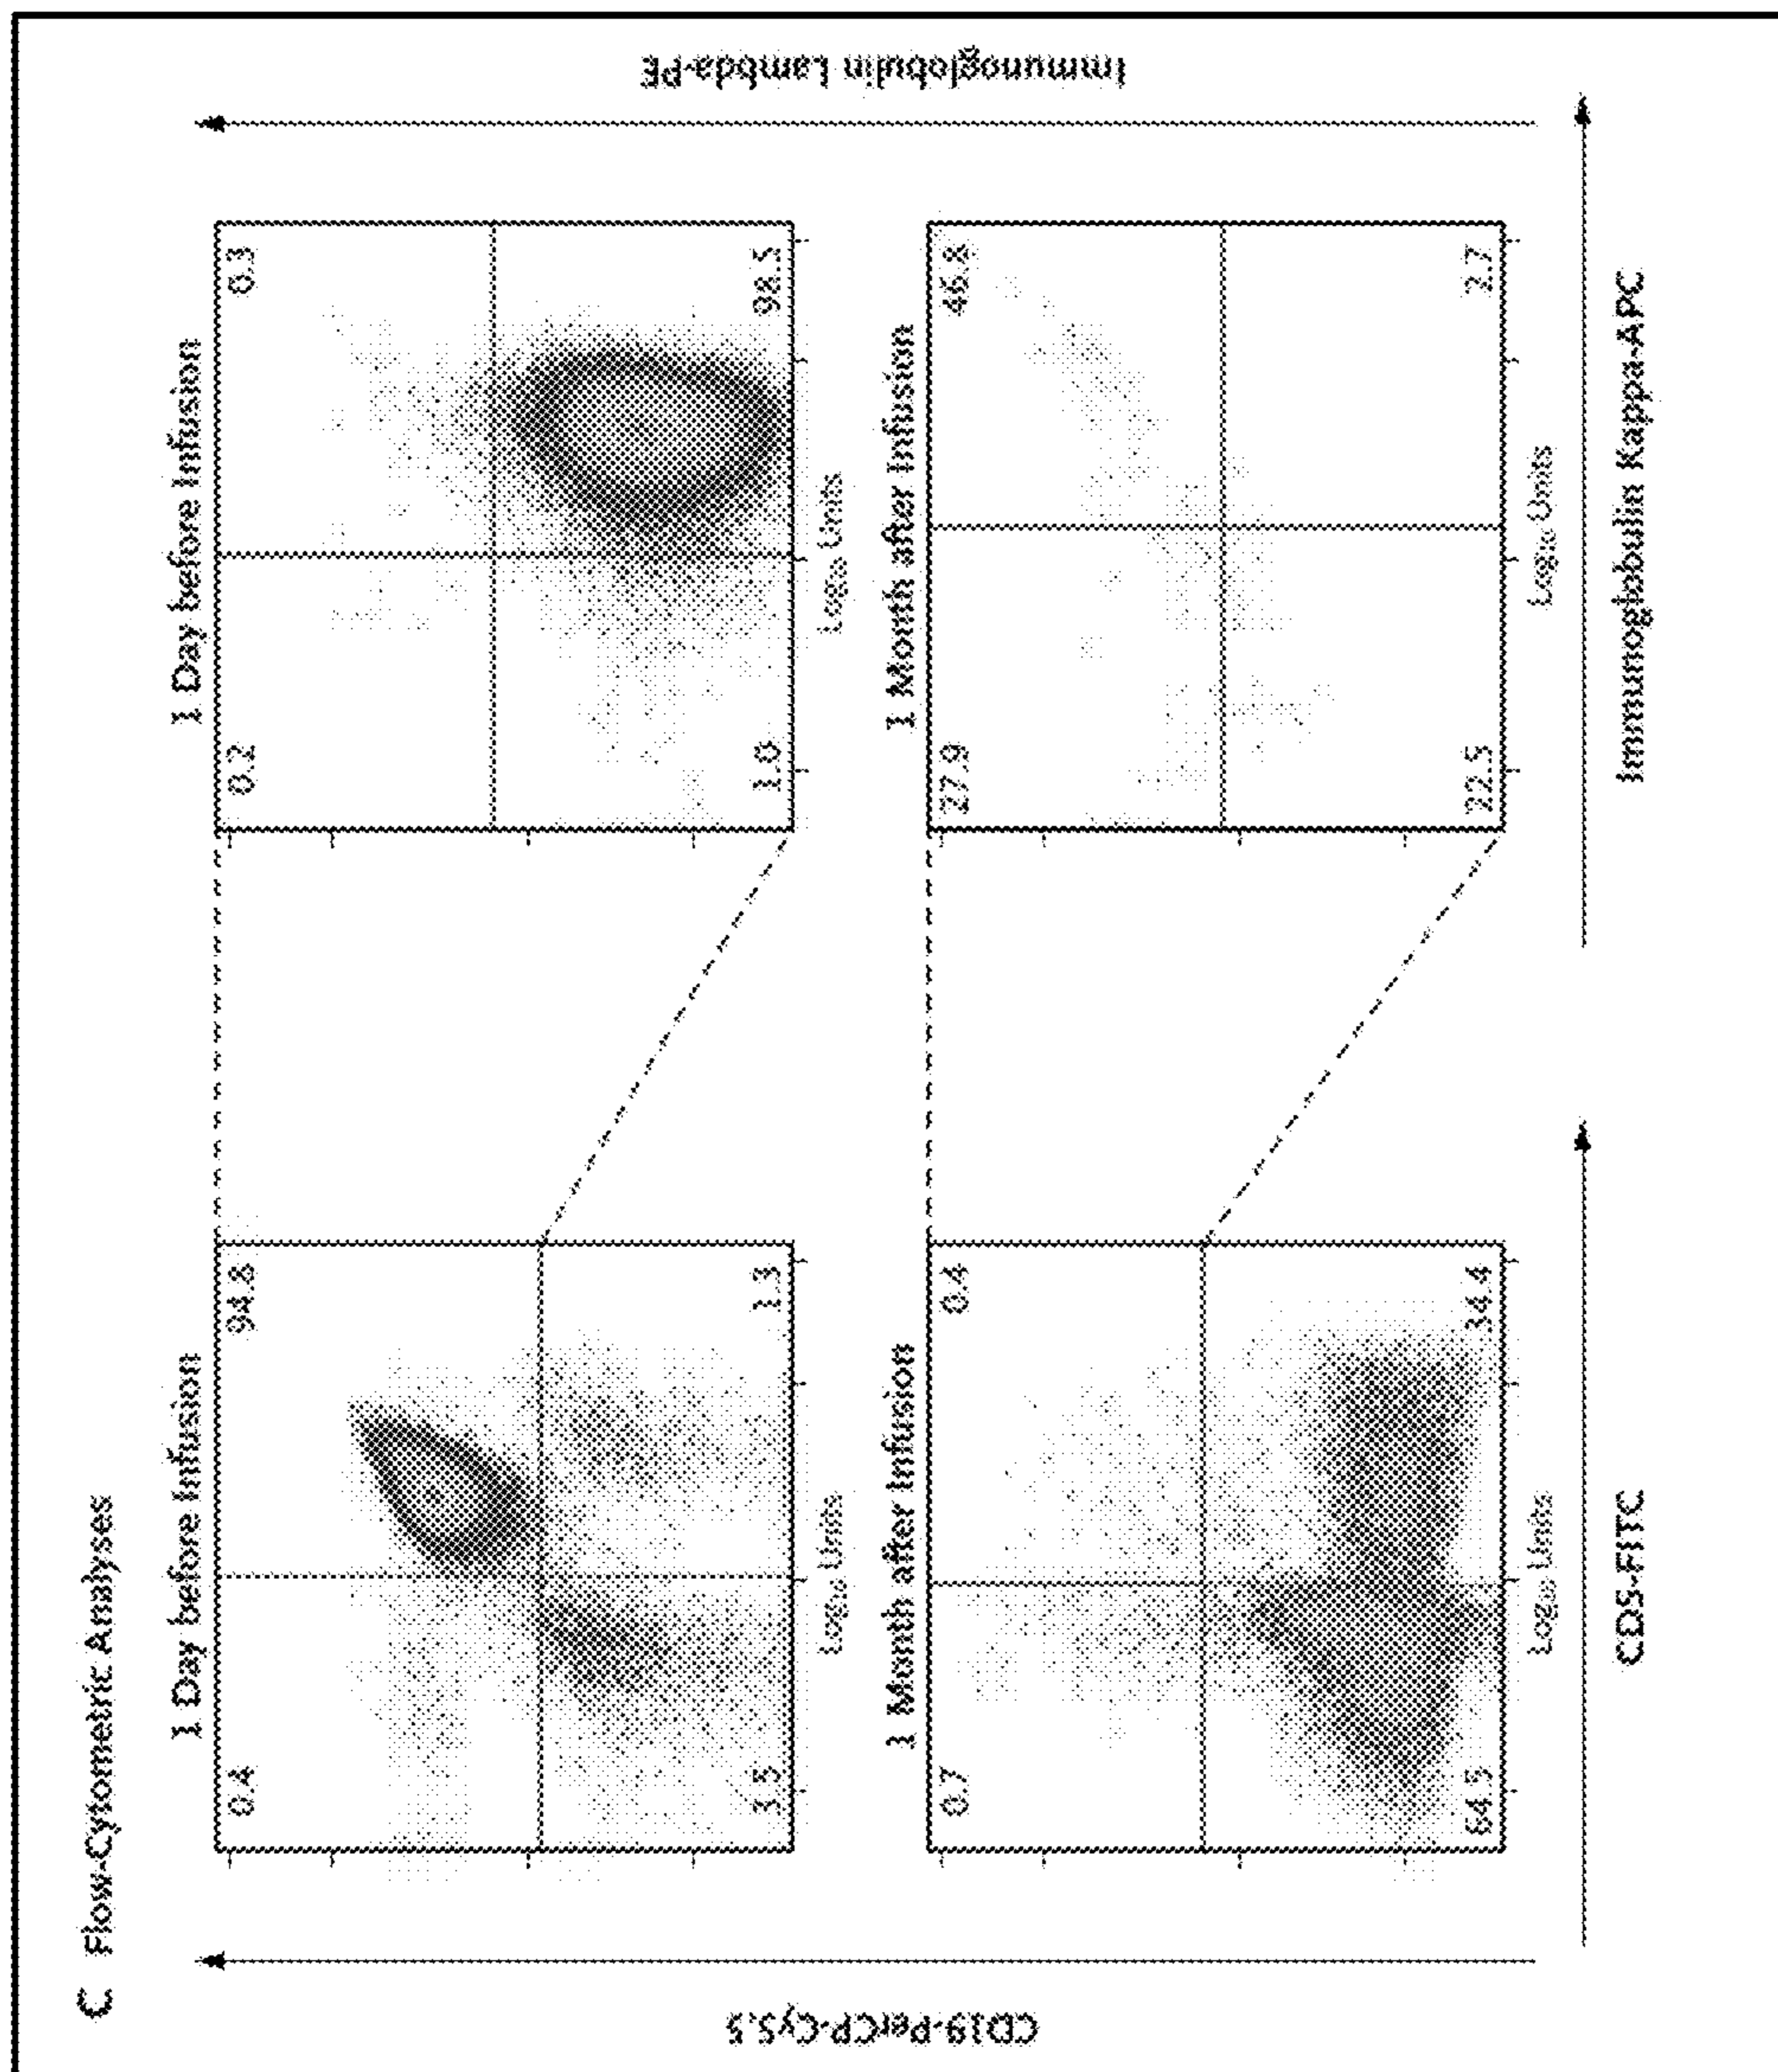 C Flow-Cytometric Analyses
1 Day before Infusion
0.4
94.8
3.5
1.3
Log₁₀ Units
1 Day before Infusion
0.2
0.3
1.0
98.5
Log₁₀ Units
1 Month after Infusion
0.7
0.4
64.5
34.4
Log₁₀ Units
1 Month after Infusion
27.9
46.8
22.5
2.7
Log₁₀ Units
CD19-PerCP-Cy5.5
CD5-FITC
Immunoglobulin Kappa-APC
Immunoglobulin Lambda-PE